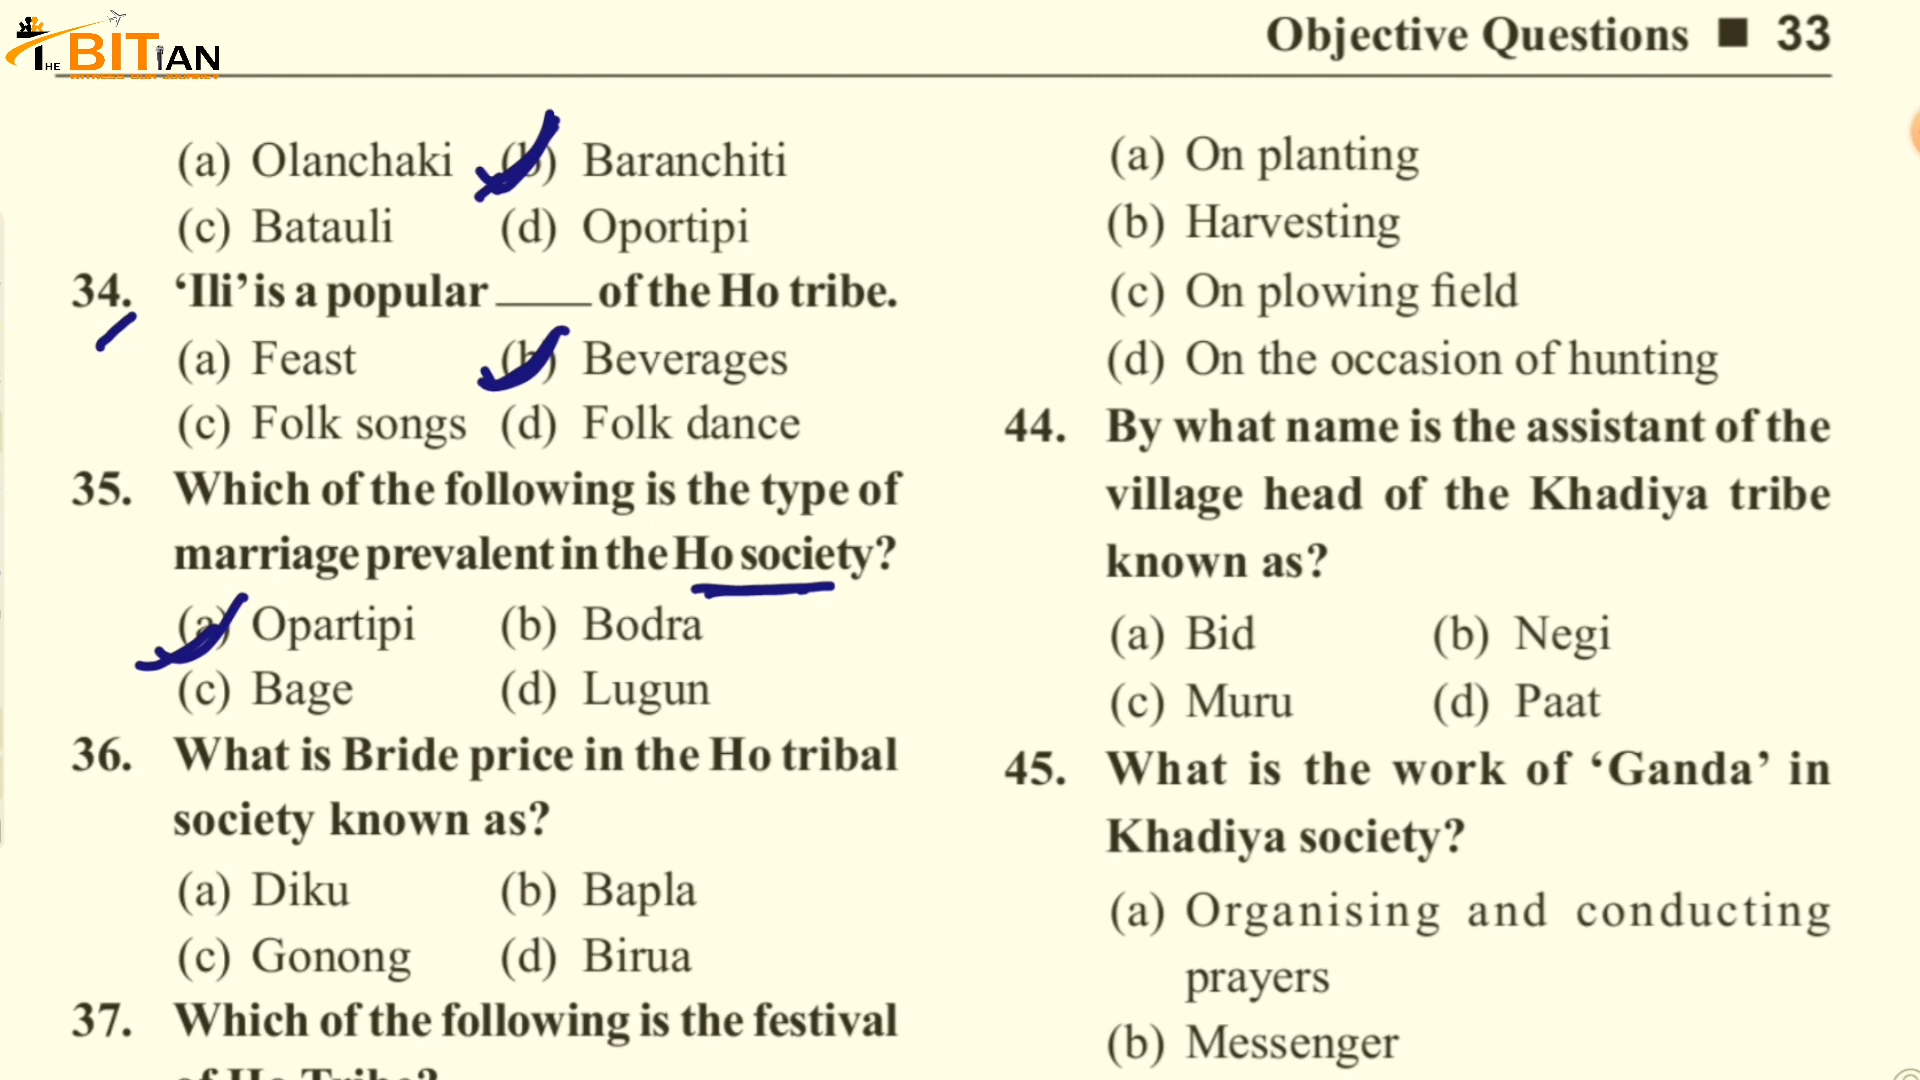 THE BITIAN
WITNESS OUR JOURNEY
Objective Questions ■ 33
(a) Olanchaki (b) Baranchiti
(c) Batauli (d) Oportipi
34. ‘Ili’ is a popular ____ of the Ho tribe.
(a) Feast (b) Beverages
(c) Folk songs (d) Folk dance
35. Which of the following is the type of
marriage prevalent in the Ho society?
(a) Opartipi (b) Bodra
(c) Bage (d) Lugun
36. What is Bride price in the Ho tribal
society known as?
(a) Diku (b) Bapla
(c) Gonong (d) Birua
37. Which of the following is the festival
of Ho Tribe?
(a) On planting
(b) Harvesting
(c) On plowing field
(d) On the occasion of hunting
44. By what name is the assistant of the
village head of the Khadiya tribe
known as?
(a) Bid (b) Negi
(c) Muru (d) Paat
45. What is the work of ‘Ganda’ in
Khadiya society?
(a) Organising and conducting
prayers
(b) Messenger